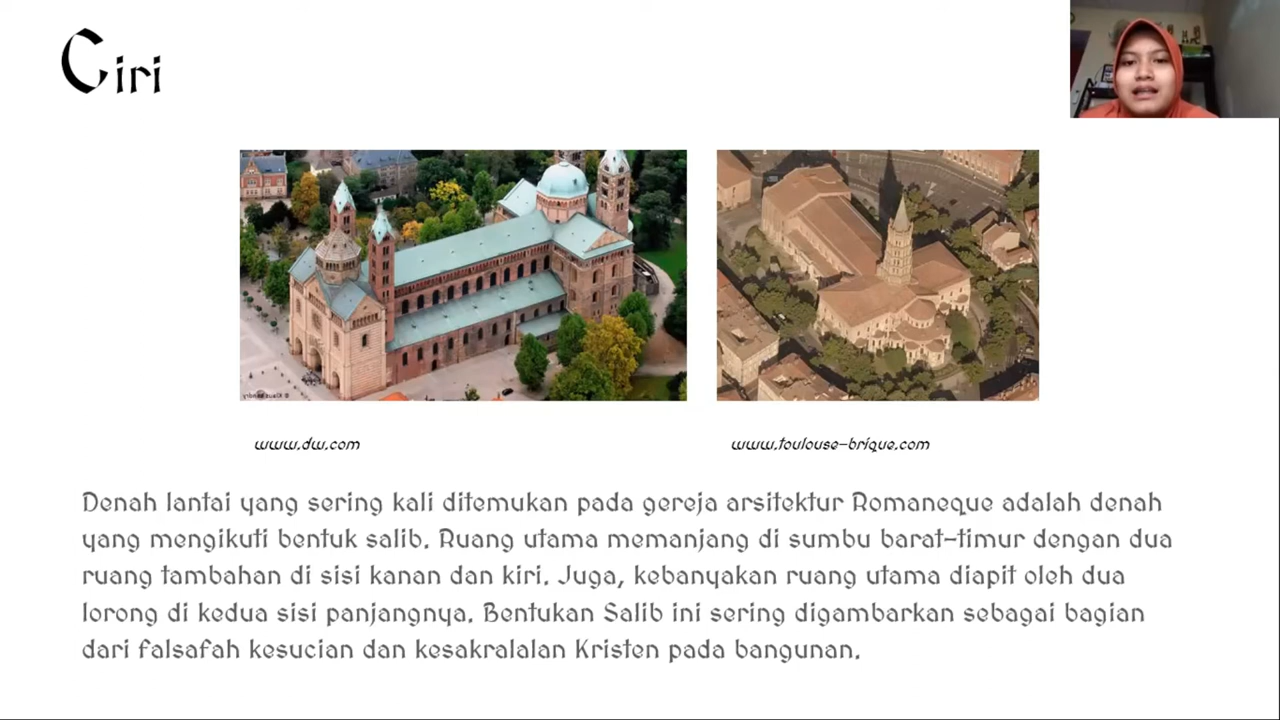 Ciri
www.dw.com
www.toulouse-brique.com
Denah lantai yang sering kali ditemukan pada gereja arsitektur Romaneque adalah denah
yang mengikuti bentuk salib. Ruang utama memanjang di sumbu barat-timur dengan dua
ruang tambahan di sisi kanan dan kiri. Juga, kebanyakan ruang utama diapit oleh dua
lorong di kedua sisi panjangnya. Bentukan Salib ini sering digambarkan sebagai bagian
dari falsafah kesucian dan kesakralalan Kristen pada bangunan.